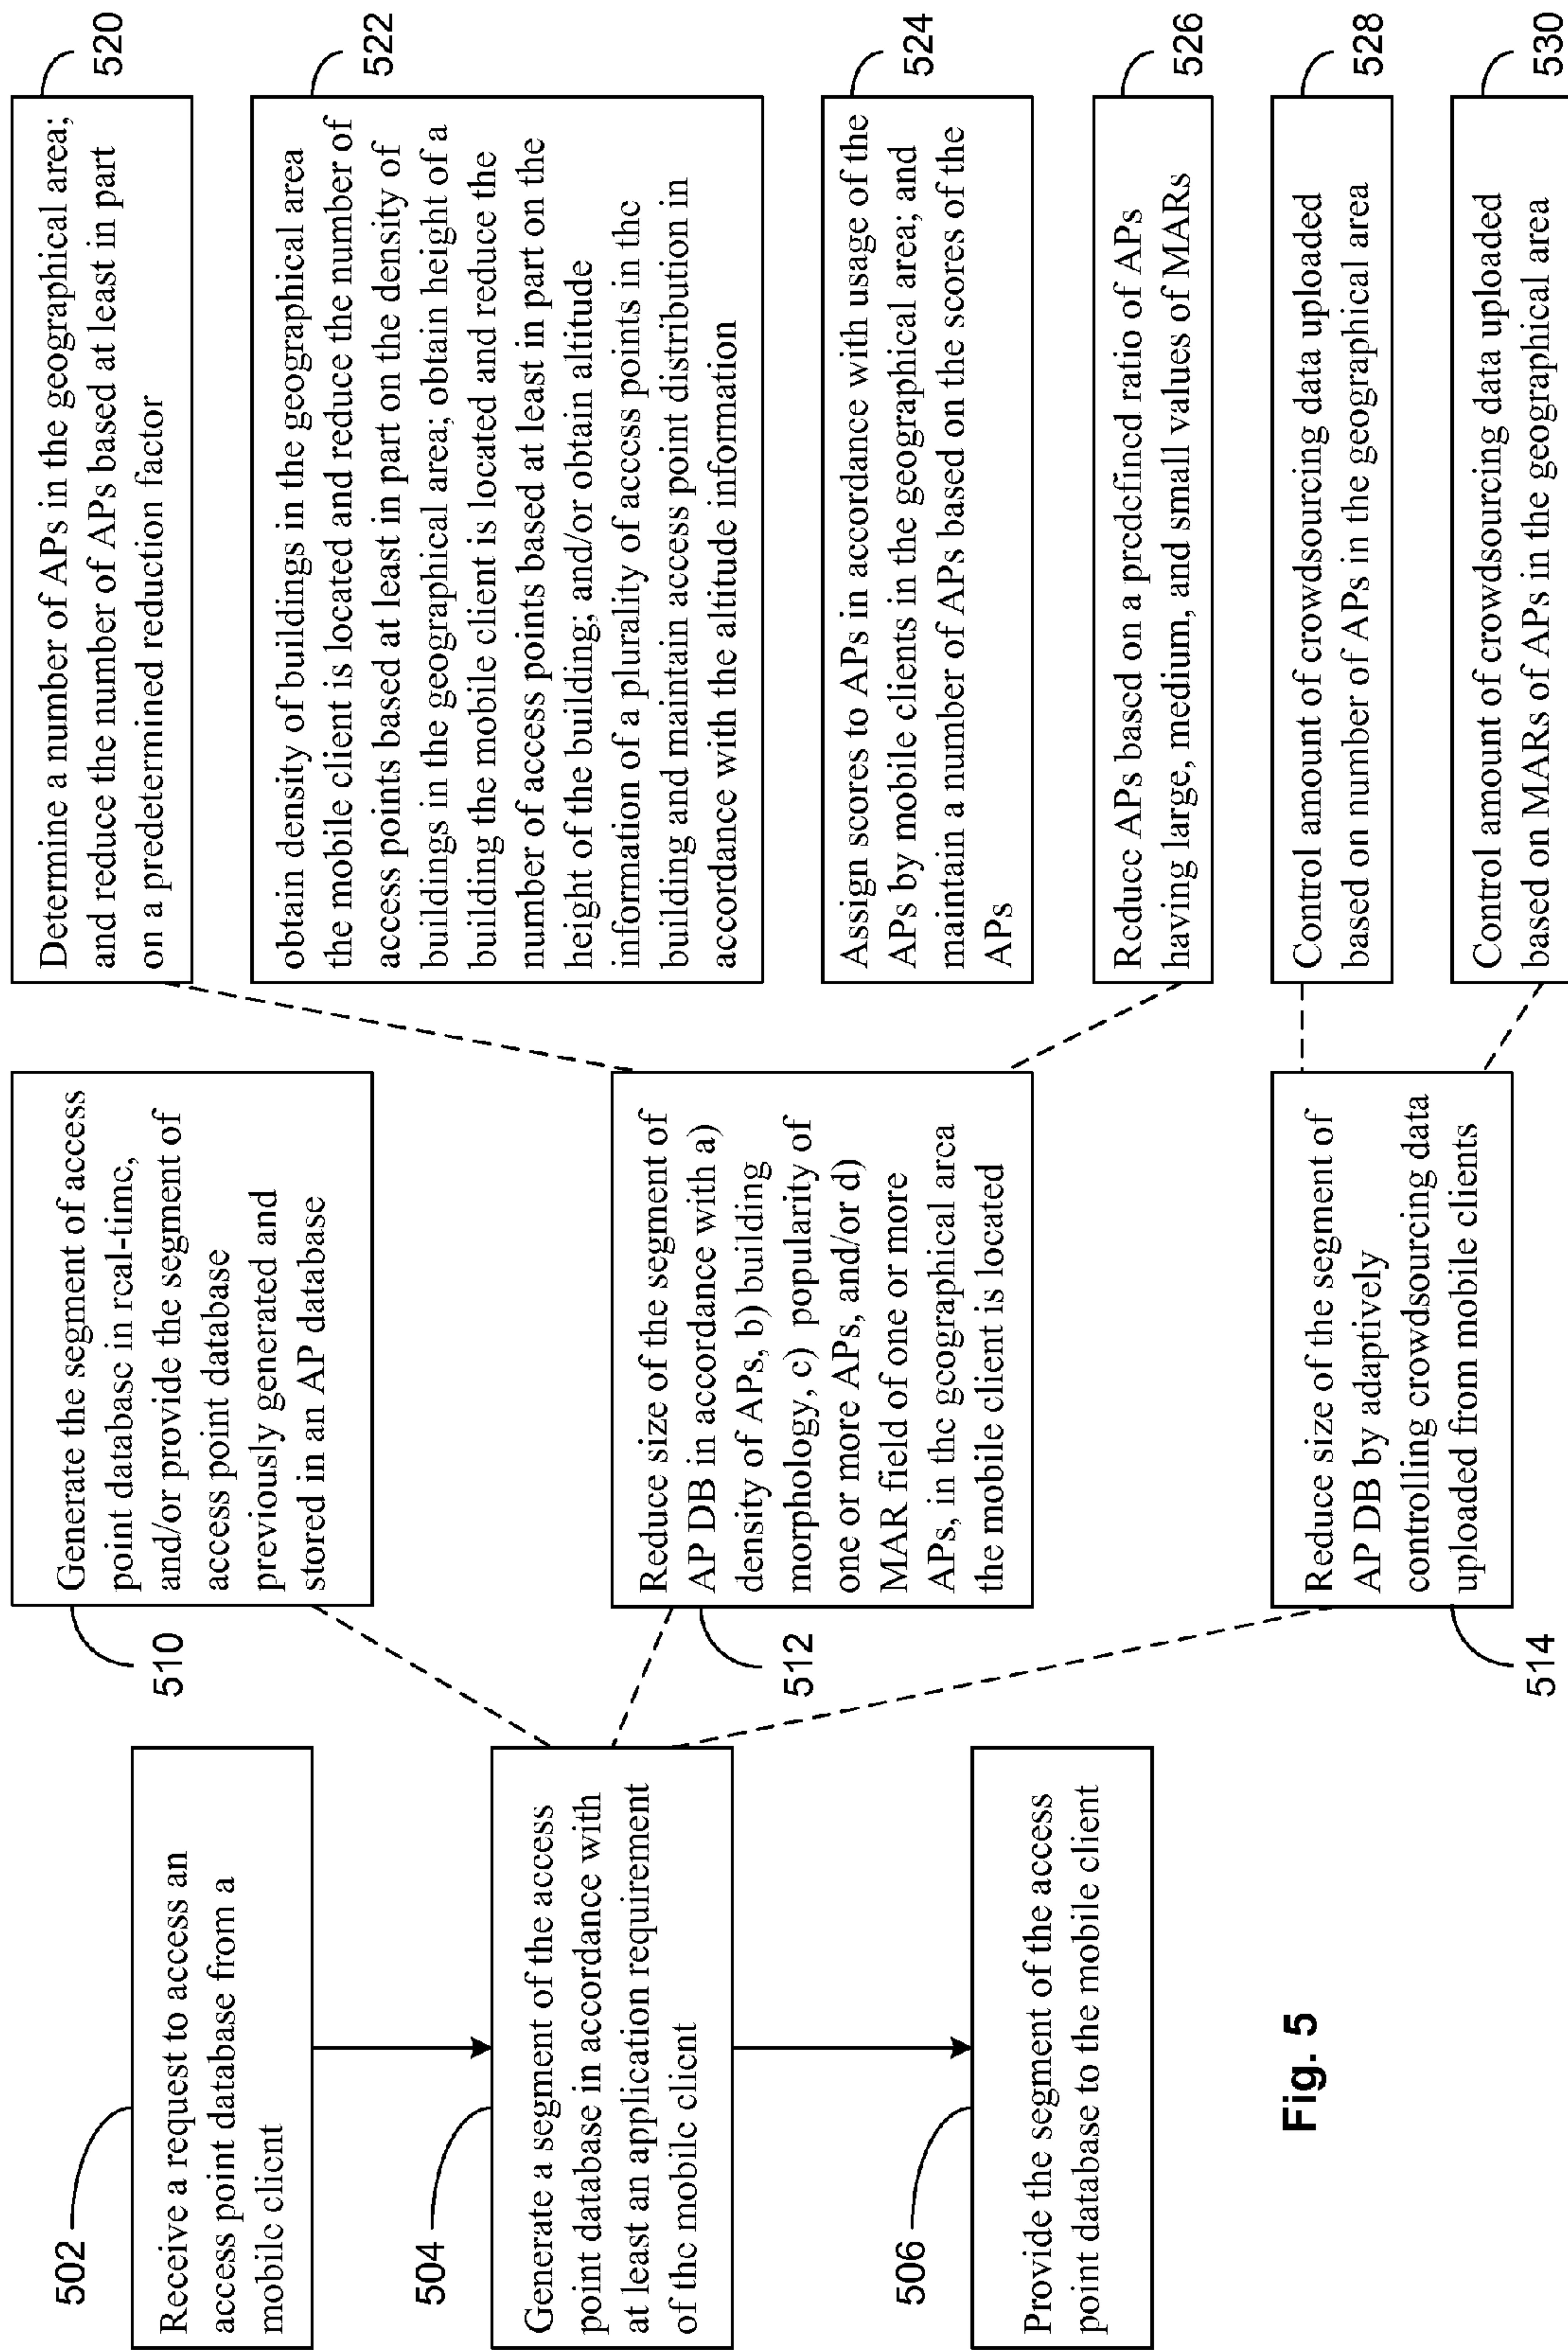 502
Receive a request to access an
access point database from a
mobile client
504
Generate a segment of the access
point database in accordance with
at least an application requirement
of the mobile client
506
Provide the segment of the access
point database to the mobile client
510
Generate the segment of access
point database in real-time,
and/or provide the segment of
access point database
previously generated and
stored in an AP database
512
Reduce size of the segment of
AP DB in accordance with a)
density of APs, b) building
morphology, c) popularity of
one or more APs, and/or d)
MAR field of one or more
APs, in the geographical area
the mobile client is located
514
Reduce size of the segment of
AP DB by adaptively
controlling crowdsourcing data
uploaded from mobile clients
520
Determine a number of APs in the geographical area;
and reduce the number of APs based at least in part
on a predetermined reduction factor
522
obtain density of buildings in the geographical area
the mobile client is located and reduce the number of
access points based at least in part on the density of
buildings in the geographical area; obtain height of a
building the mobile client is located and reduce the
number of access points based at least in part on the
height of the building; and/or obtain altitude
information of a plurality of access points in the
building and maintain access point distribution in
accordance with the altitude information
524
Assign scores to APs in accordance with usage of the
APs by mobile clients in the geographical area; and
maintain a number of APs based on the scores of the
APs
526
Reduce APs based on a predefined ratio of APs
having large, medium, and small values of MARs
528
Control amount of crowdsourcing data uploaded
based on number of APs in the geographical area
530
Control amount of crowdsourcing data uploaded
based on MARs of APs in the geographical area
Fig. 5